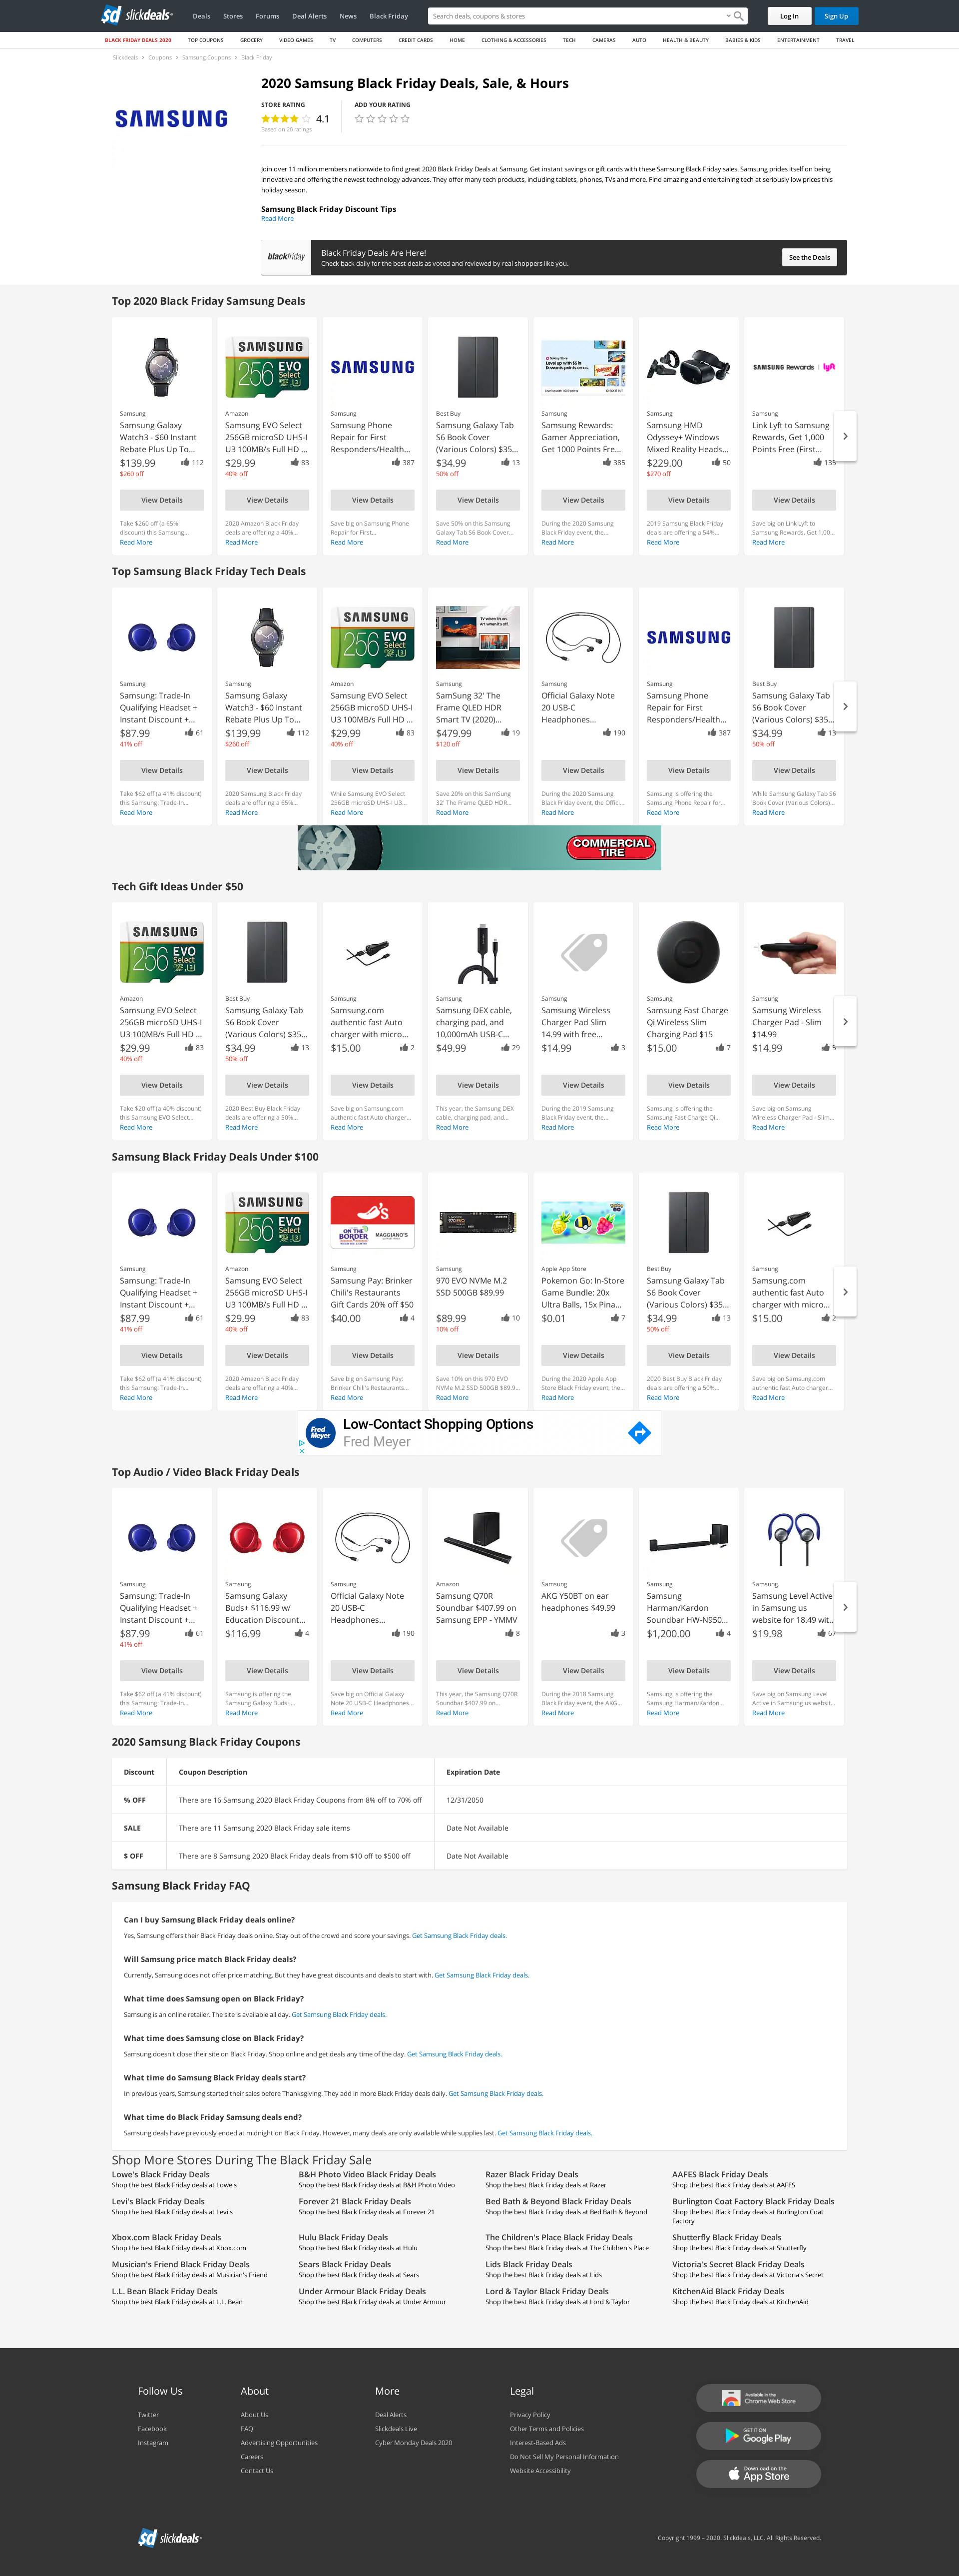 slickdeals
Deals Stores Forums Deal Alerts News Black Friday
Search deals, coupons & stores
Log In Sign Up
BLACK FRIDAY DEALS 2020 TOP COUPONS GROCERY VIDEO GAMES TV COMPUTERS CREDIT CARDS HOME CLOTHING & ACCESSORIES TECH CAMERAS AUTO HEALTH & BEAUTY BABIES & KIDS ENTERTAINMENT TRAVEL
Slickdeals > Coupons > Samsung Coupons > Black Friday
SAMSUNG
2020 Samsung Black Friday Deals, Sale, & Hours
STORE RATING ADD YOUR RATING
4.1
Based on 20 ratings
Join over 11 million members nationwide to find great 2020 Black Friday Deals at Samsung. Get instant savings or gift cards with these Samsung Black Friday sales. Samsung prides itself on being
innovative and offering the newest technology advances. They offer many tech products, including tablets, phones, TVs and more. Find amazing and entertaining tech at seriously low prices this
holiday season.
Samsung Black Friday Discount Tips
Read More
blackfriday
Black Friday Deals Are Here!
Check back daily for the best deals as voted and reviewed by real shoppers like you.
See the Deals
Top 2020 Black Friday Samsung Deals
Samsung
Samsung Galaxy
Watch3 - $60 Instant
Rebate Plus Up To...
$139.99 112
$260 off
View Details
Take $260 off (a 65%
discount) this Samsung...
Read More
SAMSUNG
256 EVO Select
Amazon
Samsung EVO Select
256GB microSD UHS-I
U3 100MB/s Full HD ...
$29.99 83
40% off
View Details
2020 Amazon Black Friday
deals are offering a 40%...
Read More
SAMSUNG
Samsung
Samsung Phone
Repair for First
Responders/Health...
387
View Details
Save big on Samsung Phone
Repair for First...
Read More
Best Buy
Samsung Galaxy Tab
S6 Book Cover
(Various Colors) $35...
$34.99 13
50% off
View Details
Save 50% on this Samsung
Galaxy Tab S6 Book Cover...
Read More
Samsung
Samsung Rewards:
Gamer Appreciation,
Get 1000 Points Fre...
385
View Details
During the 2020 Samsung
Black Friday event, the...
Read More
Samsung
Samsung HMD
Odyssey+ Windows
Mixed Reality Heads...
$229.00 50
$270 off
View Details
2019 Samsung Black Friday
deals are offering a 54%...
Read More
SAMSUNG Rewards | lyft
Samsung
Link Lyft to Samsung
Rewards, Get 1,000
Points Free (First...
135
View Details
Save big on Link Lyft to
Samsung Rewards, Get 1,00...
Read More
Top Samsung Black Friday Tech Deals
Samsung
Samsung: Trade-In
Qualifying Headset +
Instant Discount +...
$87.99 61
41% off
View Details
Take $62 off (a 41% discount)
this Samsung: Trade-In...
Read More
Samsung
Samsung Galaxy
Watch3 - $60 Instant
Rebate Plus Up To...
$139.99 112
$260 off
View Details
2020 Samsung Black Friday
deals are offering a 65%...
Read More
SAMSUNG
256 EVO Select
Amazon
Samsung EVO Select
256GB microSD UHS-I
U3 100MB/s Full HD ...
$29.99 83
40% off
View Details
While Samsung EVO Select
256GB microSD UHS-I U3...
Read More
TV when it's on.
Art when it's off.
Samsung
SamSung 32' The
Frame QLED HDR
Smart TV (2020)...
$479.99 19
$120 off
View Details
Save 20% on this SamSung
32' The Frame QLED HDR...
Read More
Samsung
Official Galaxy Note
20 USB-C
Headphones...
190
View Details
During the 2020 Samsung
Black Friday event, the Offici...
Read More
SAMSUNG
Samsung
Samsung Phone
Repair for First
Responders/Health...
387
View Details
Samsung is offering the
Samsung Phone Repair for...
Read More
Best Buy
Samsung Galaxy Tab
S6 Book Cover
(Various Colors) $35...
$34.99 13
50% off
View Details
While Samsung Galaxy Tab S6
Book Cover (Various Colors)...
Read More
COMMERCIAL
TIRE
Tech Gift Ideas Under $50
SAMSUNG
256 EVO Select
Amazon
Samsung EVO Select
256GB microSD UHS-I
U3 100MB/s Full HD ...
$29.99 83
40% off
View Details
Take $20 off (a 40% discount)
this Samsung EVO Select...
Read More
Best Buy
Samsung Galaxy Tab
S6 Book Cover
(Various Colors) $35...
$34.99 13
50% off
View Details
2020 Best Buy Black Friday
deals are offering a 50%...
Read More
Samsung
Samsung.com
authentic fast Auto
charger with micro...
$15.00 2
View Details
Save big on Samsung.com
authentic fast Auto charger...
Read More
Samsung
Samsung DEX cable,
charging pad, and
10,000mAh USB-C...
$49.99 29
View Details
This year, the Samsung DEX
cable, charging pad, and...
Read More
Samsung
Samsung Wireless
Charger Pad Slim
14.99 with free...
$14.99 3
View Details
During the 2019 Samsung
Black Friday event, the...
Read More
Samsung
Samsung Fast Charge
Qi Wireless Slim
Charging Pad $15
$15.00 7
View Details
Samsung is offering the
Samsung Fast Charge Qi...
Read More
Samsung
Samsung Wireless
Charger Pad - Slim
$14.99
$14.99 5
View Details
Save big on Samsung
Wireless Charger Pad - Slim...
Read More
Samsung Black Friday Deals Under $100
Samsung
Samsung: Trade-In
Qualifying Headset +
Instant Discount +...
$87.99 61
41% off
View Details
Take $62 off (a 41% discount)
this Samsung: Trade-In...
Read More
SAMSUNG
256 EVO Select
Amazon
Samsung EVO Select
256GB microSD UHS-I
U3 100MB/s Full HD ...
$29.99 83
40% off
View Details
2020 Amazon Black Friday
deals are offering a 40%...
Read More
ON THE
BORDER
MAGGIANO'S
Samsung
Samsung Pay: Brinker
Chili's Restaurants
Gift Cards 20% off $50
$40.00 4
View Details
Save big on Samsung Pay:
Brinker Chili's Restaurants...
Read More
Samsung
970 EVO NVMe M.2
SSD 500GB $89.99
$89.99 10
10% off
View Details
Save 10% on this 970 EVO
NVMe M.2 SSD 500GB $89.9...
Read More
Apple App Store
Pokemon Go: In-Store
Game Bundle: 20x
Ultra Balls, 15x Pina...
$0.01 7
View Details
During the 2020 Apple App
Store Black Friday event, the...
Read More
Best Buy
Samsung Galaxy Tab
S6 Book Cover
(Various Colors) $35...
$34.99 13
50% off
View Details
2020 Best Buy Black Friday
deals are offering a 50%...
Read More
Samsung
Samsung.com
authentic fast Auto
charger with micro...
$15.00 2
View Details
Save big on Samsung.com
authentic fast Auto charger...
Read More
Fred Meyer
Low-Contact Shopping Options
Fred Meyer
Top Audio / Video Black Friday Deals
Samsung
Samsung: Trade-In
Qualifying Headset +
Instant Discount +...
$87.99 61
41% off
View Details
Take $62 off (a 41% discount)
this Samsung: Trade-In...
Read More
Samsung
Samsung Galaxy
Buds+ $116.99 w/
Education Discount...
$116.99 4
View Details
Samsung is offering the
Samsung Galaxy Buds+...
Read More
Samsung
Official Galaxy Note
20 USB-C
Headphones...
190
View Details
Save big on Official Galaxy
Note 20 USB-C Headphones...
Read More
Amazon
Samsung Q70R
Soundbar $407.99 on
Samsung EPP - YMMV
8
View Details
This year, the Samsung Q70R
Soundbar $407.99 on...
Read More
Samsung
AKG Y50BT on ear
headphones $49.99
3
View Details
During the 2018 Samsung
Black Friday event, the AKG...
Read More
Samsung
Samsung
Harman/Kardon
Soundbar HW-N950...
$1,200.00 4
View Details
Samsung is offering the
Samsung Harman/Kardon...
Read More
Samsung
Samsung Level Active
in Samsung us
website for 18.49 wit...
$19.98 67
View Details
Save big on Samsung Level
Active in Samsung us websit...
Read More
2020 Samsung Black Friday Coupons
Discount Coupon Description Expiration Date
% OFF There are 16 Samsung 2020 Black Friday Coupons from 8% off to 70% off 12/31/2050
SALE There are 11 Samsung 2020 Black Friday sale items Date Not Available
$ OFF There are 8 Samsung 2020 Black Friday deals from $10 off to $500 off Date Not Available
Samsung Black Friday FAQ
Can I buy Samsung Black Friday deals online?
Yes, Samsung offers their Black Friday deals online. Stay out of the crowd and score your savings. Get Samsung Black Friday deals.
Will Samsung price match Black Friday deals?
Currently, Samsung does not offer price matching. But they have great discounts and deals to start with. Get Samsung Black Friday deals.
What time does Samsung open on Black Friday?
Samsung is an online retailer. The site is available all day. Get Samsung Black Friday deals.
What time does Samsung close on Black Friday?
Samsung doesn't close their site on Black Friday. Shop online and get deals any time of the day. Get Samsung Black Friday deals.
What time do Samsung Black Friday deals start?
In previous years, Samsung started their sales before Thanksgiving. They add in more Black Friday deals daily. Get Samsung Black Friday deals.
What time do Black Friday Samsung deals end?
Samsung deals have previously ended at midnight on Black Friday. However, many deals are only available while supplies last. Get Samsung Black Friday deals.
Shop More Stores During The Black Friday Sale
Lowe's Black Friday Deals
Shop the best Black Friday deals at Lowe's
B&H Photo Video Black Friday Deals
Shop the best Black Friday deals at B&H Photo Video
Razer Black Friday Deals
Shop the best Black Friday deals at Razer
AAFES Black Friday Deals
Shop the best Black Friday deals at AAFES
Levi's Black Friday Deals
Shop the best Black Friday deals at Levi's
Forever 21 Black Friday Deals
Shop the best Black Friday deals at Forever 21
Bed Bath & Beyond Black Friday Deals
Shop the best Black Friday deals at Bed Bath & Beyond
Burlington Coat Factory Black Friday Deals
Shop the best Black Friday deals at Burlington Coat
Factory
Xbox.com Black Friday Deals
Shop the best Black Friday deals at Xbox.com
Hulu Black Friday Deals
Shop the best Black Friday deals at Hulu
The Children's Place Black Friday Deals
Shop the best Black Friday deals at The Children's Place
Shutterfly Black Friday Deals
Shop the best Black Friday deals at Shutterfly
Musician's Friend Black Friday Deals
Shop the best Black Friday deals at Musician's Friend
Sears Black Friday Deals
Shop the best Black Friday deals at Sears
Lids Black Friday Deals
Shop the best Black Friday deals at Lids
Victoria's Secret Black Friday Deals
Shop the best Black Friday deals at Victoria's Secret
L.L. Bean Black Friday Deals
Shop the best Black Friday deals at L.L. Bean
Under Armour Black Friday Deals
Shop the best Black Friday deals at Under Armour
Lord & Taylor Black Friday Deals
Shop the best Black Friday deals at Lord & Taylor
KitchenAid Black Friday Deals
Shop the best Black Friday deals at KitchenAid
Follow Us
Twitter
Facebook
Instagram
About
About Us
FAQ
Advertising Opportunities
Careers
Contact Us
More
Deal Alerts
Slickdeals Live
Cyber Monday Deals 2020
Legal
Privacy Policy
Other Terms and Policies
Interest-Based Ads
Do Not Sell My Personal Information
Website Accessibility
Available in the
Chrome Web Store
GET IT ON
Google Play
Download on the
App Store
slickdeals
Copyright 1999 – 2020. Slickdeals, LLC. All Rights Reserved.